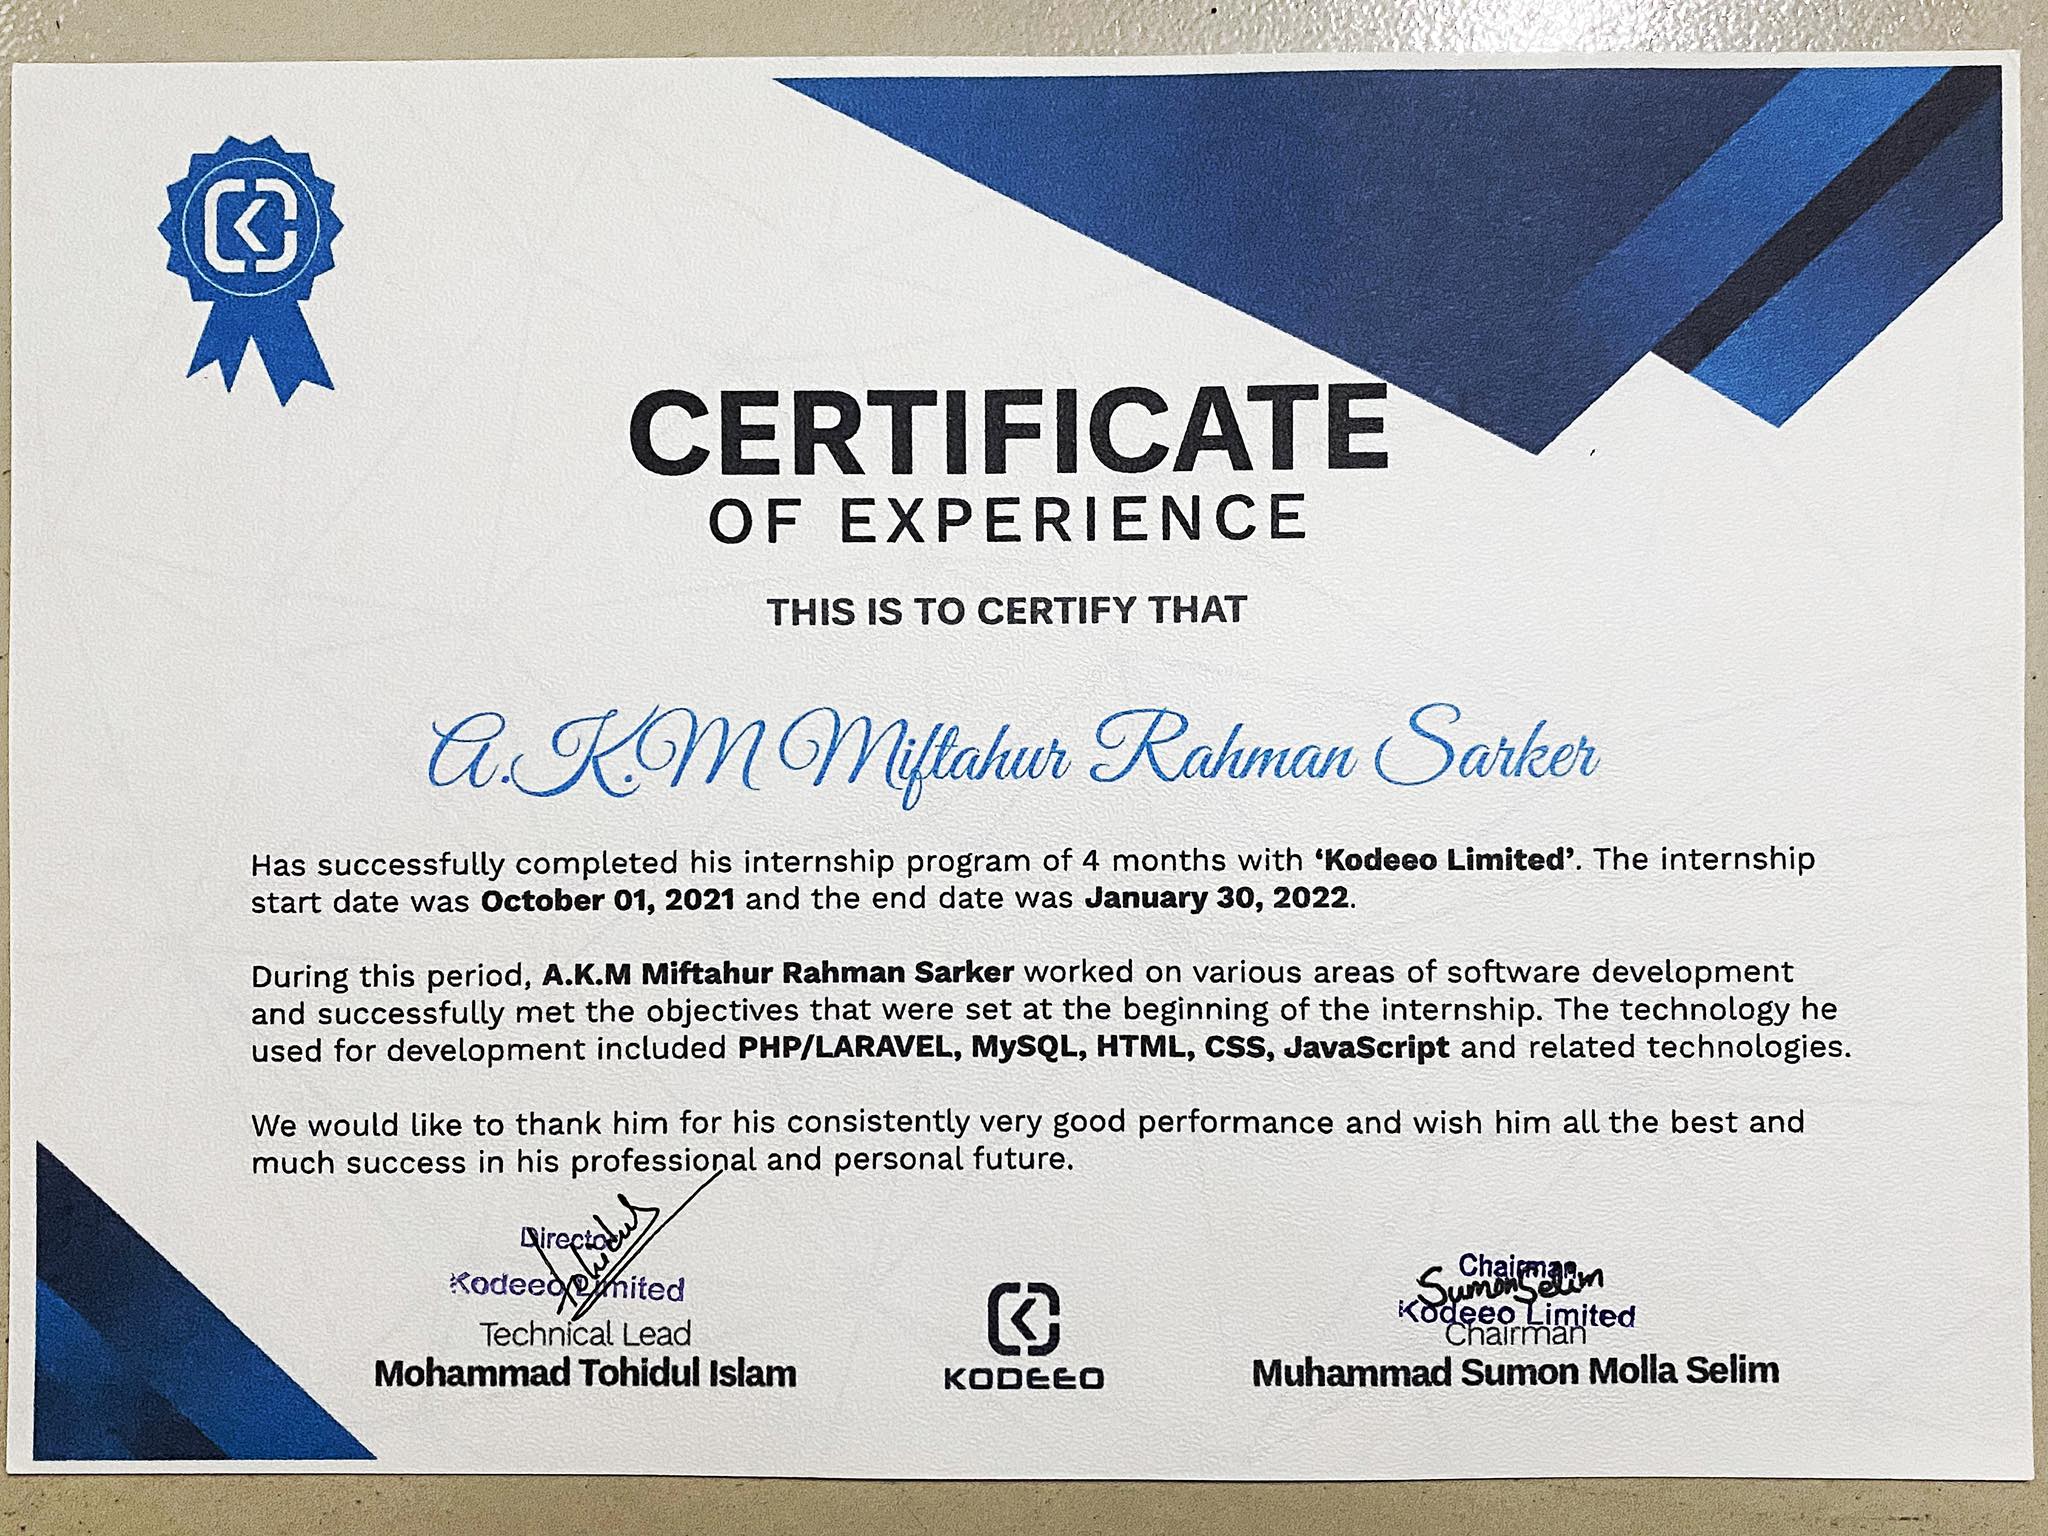 CERTIFICATE
OF EXPERIENCE
THIS IS TO CERTIFY THAT
A.K.M Miftahur Rahman Sarker
Has successfully completed his internship program of 4 months with ‘Kodeeo Limited’. The internship
start date was October 01, 2021 and the end date was January 30, 2022.
During this period, A.K.M Miftahur Rahman Sarker worked on various areas of software development
and successfully met the objectives that were set at the beginning of the internship. The technology he
used for development included PHP/LARAVEL, MySQL, HTML, CSS, JavaScript and related technologies.
We would like to thank him for his consistently very good performance and wish him all the best and
much success in his professional and personal future.
Director
Tohidul
Kodeeo Limited
Technical Lead
Mohammad Tohidul Islam
KODEEO
Chairman
Sumon Selim
Kodeeo Limited
Chairman
Muhammad Sumon Molla Selim